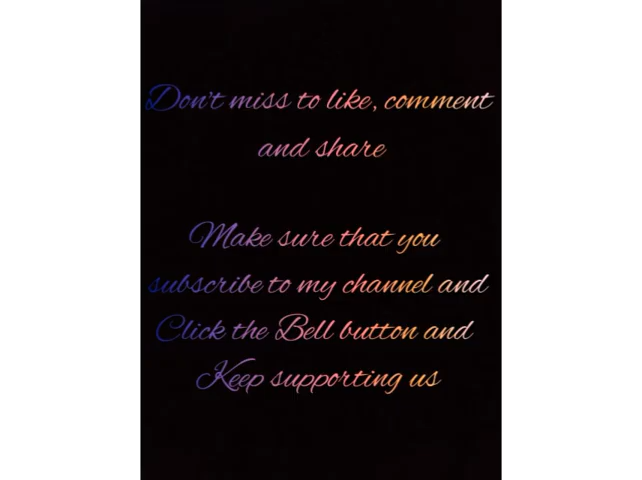 Don't miss to like, comment
and share
Make sure that you
subscribe to my channel and
Click the Bell button and
Keep supporting us